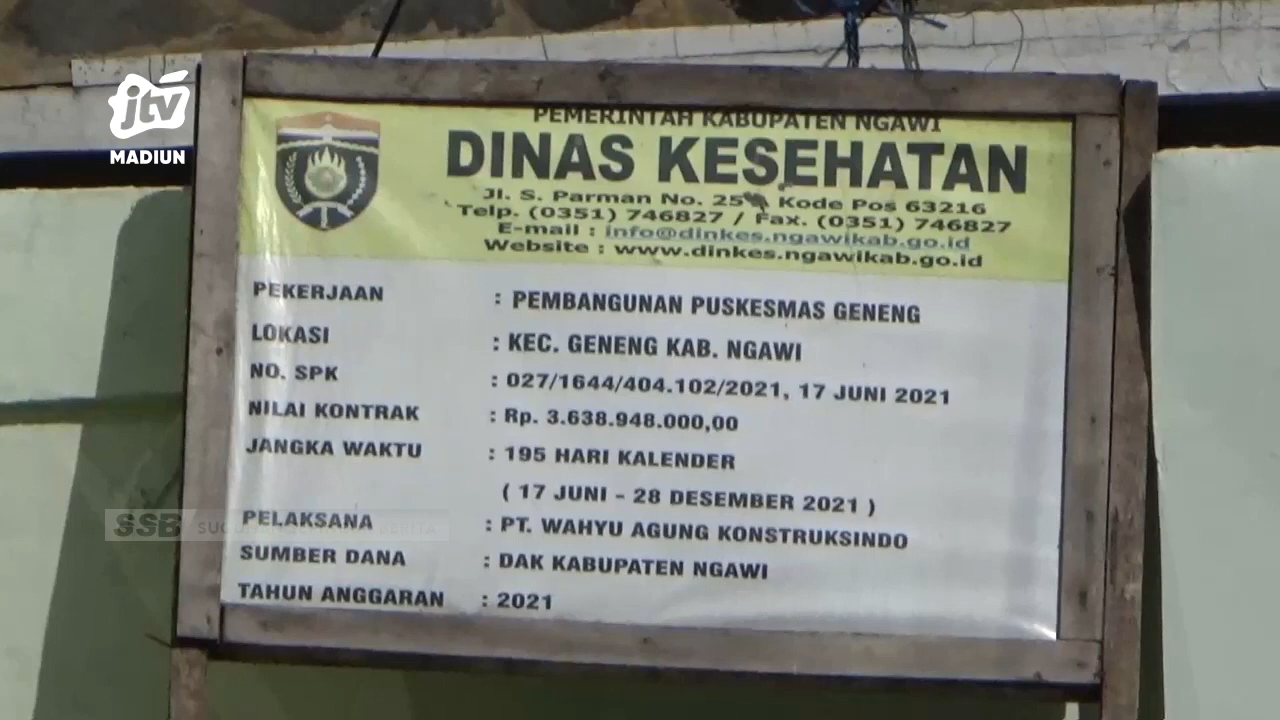 jtv
MADIUN
PEMERINTAH KABUPATEN NGAWI
DINAS KESEHATAN
Jl. S. Parman No. 25 Kode Pos 63216
Telp. (0351) 746827 / Fax. (0351) 746827
E-mail : info@dinkes.ngawikab.go.id
Website : www.dinkes.ngawikab.go.id
PEKERJAAN : PEMBANGUNAN PUSKESMAS GENENG
LOKASI : KEC. GENENG KAB. NGAWI
NO. SPK : 027/1644/404.102/2021, 17 JUNI 2021
NILAI KONTRAK : Rp. 3.638.948.000,00
JANGKA WAKTU : 195 HARI KALENDER
( 17 JUNI - 28 DESEMBER 2021 )
PELAKSANA : PT. WAHYU AGUNG KONSTRUKSINDO
SSB
SUMBER DANA : DAK KABUPATEN NGAWI
TAHUN ANGGARAN : 2021